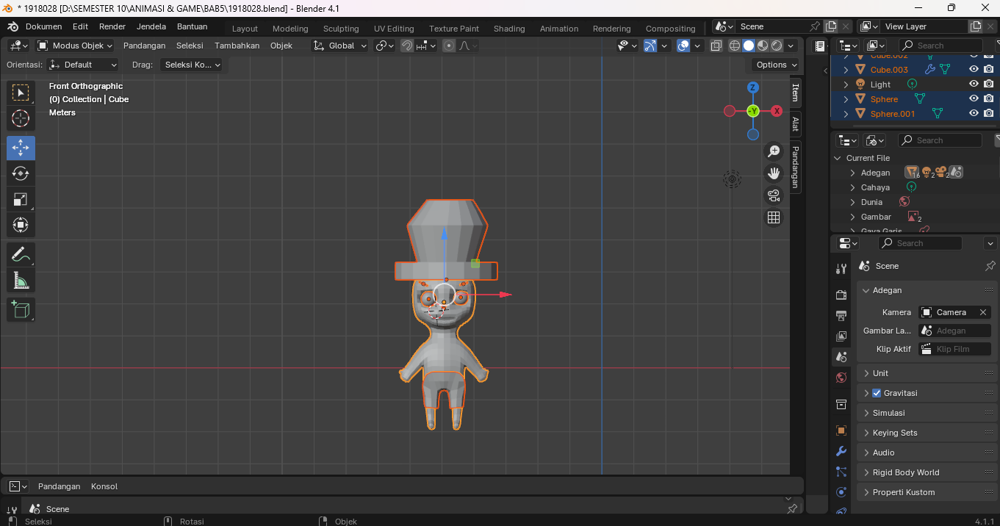 * 1918028 [D:\SEMESTER 10\ANIMASI & GAME\BAB5\1918028.blend] - Blender 4.1
Dokumen Edit Render Jendela Bantuan Layout Modeling Sculpting UV Editing Texture Paint Shading Animation Rendering Compositing Scene View Layer
Modus Objek Pandangan Seleksi Tambahkan Objek Global
Orientasi: Default Drag: Seleksi Ko... Options
Front Orthographic
(0) Collection | Cube
Meters
Z
-Y X
Item
Alat
Pandangan
Search
Cube.002
Cube.003
Light
Sphere
Sphere.001
Search
Current File
Adegan 16 2 2
Cahaya
Dunia
Gambar 2
Gaya Garis
Search
Scene
Adegan
Kamera Camera
Gambar La... Adegan
Klip Aktif Klip Film
Unit
Gravitasi
Simulasi
Keying Sets
Audio
Rigid Body World
Properti Kustom
Pandangan Konsol
Scene
Seleksi Rotasi Objek 4.1.1